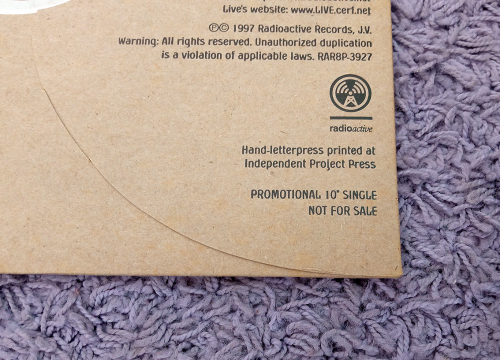 Live's website: www.LIVE.cerf.net
℗© 1997 Radioactive Records, J.V.
Warning: All rights reserved. Unauthorized duplication
is a violation of applicable laws. RAR8P-3927
radioactive
Hand-letterpress printed at
Independent Project Press
PROMOTIONAL 10" SINGLE
NOT FOR SALE